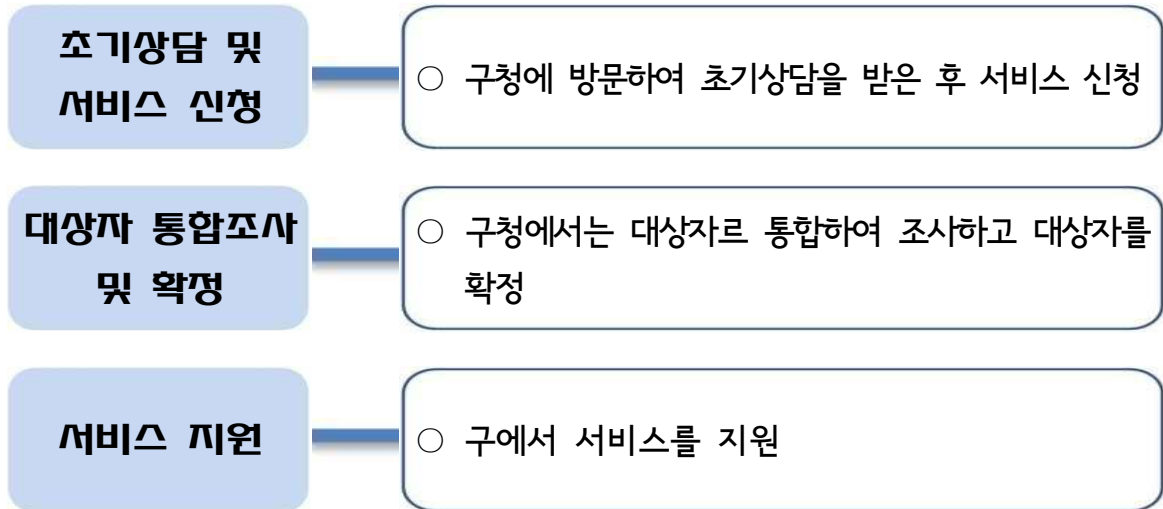 초기상담 및
서비스 신청
○ 구청에 방문하여 초기상담을 받은 후 서비스 신청
대상자 통합조사
및 확정
○ 구청에서는 대상자르 통합하여 조사하고 대상자를
확정
서비스 지원
○ 구에서 서비스를 지원